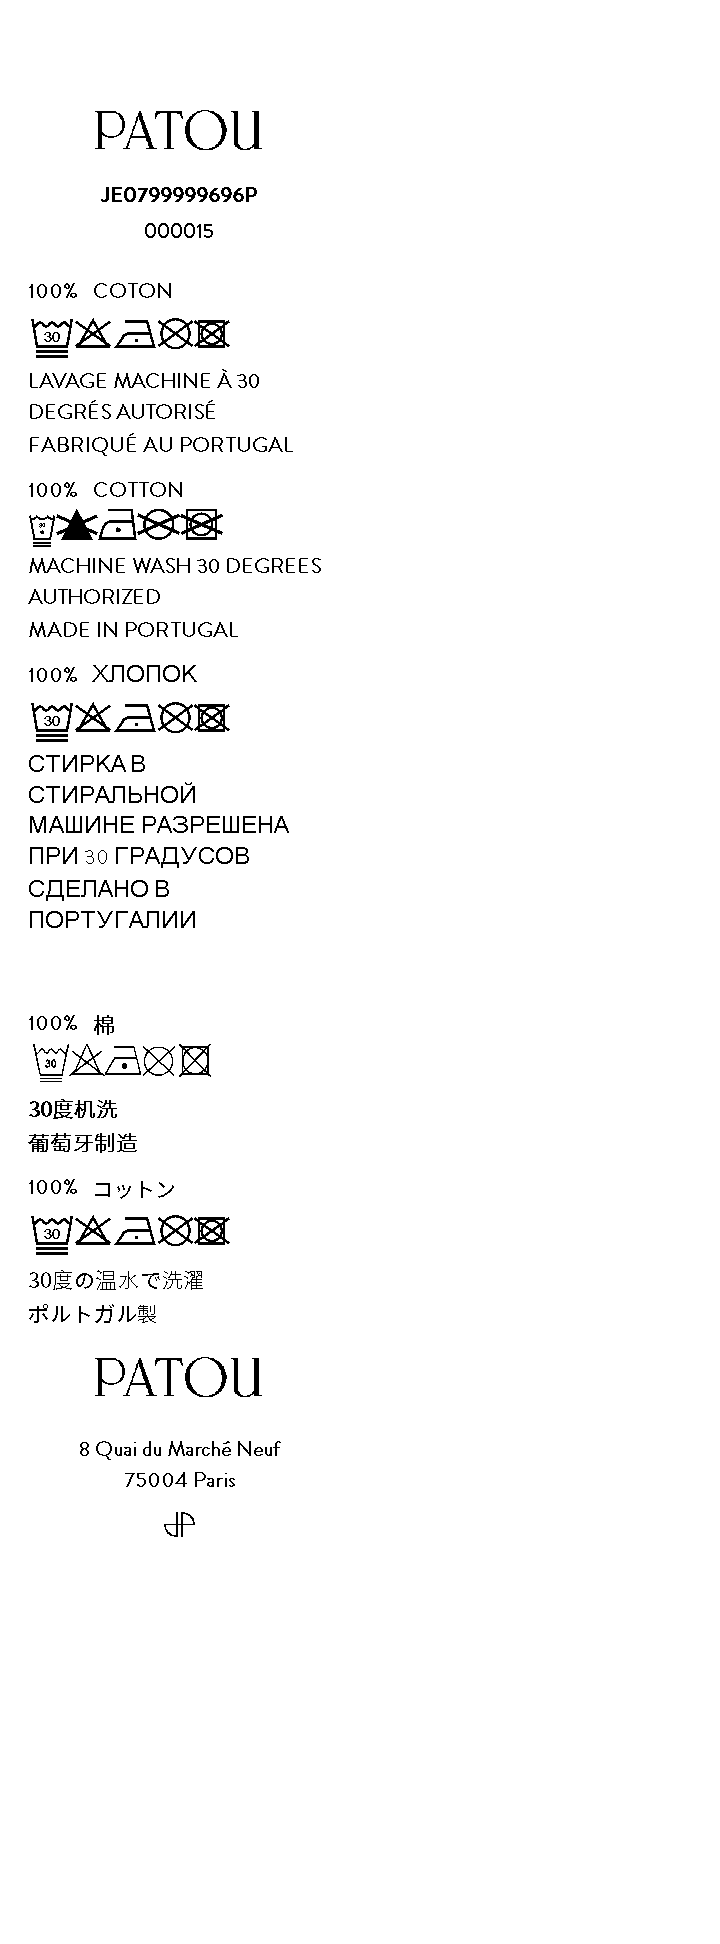 PATOU
JE0799999696P
000015
100% COTON
30
LAVAGE MACHINE À 30
DEGRÉS AUTORISÉ
FABRIQUÉ AU PORTUGAL
100% COTTON
30
MACHINE WASH 30 DEGREES
AUTHORIZED
MADE IN PORTUGAL
100% ХЛОПОК
30
СТИРКА В
СТИРАЛЬНОЙ
МАШИНЕ РАЗРЕШЕНА
ПРИ 30 ГРАДУСОВ
СДЕЛАНО В
ПОРТУГАЛИИ
100% 棉
30
30度机洗
葡萄牙制造
100% コットン
30
30度の温水で洗濯
ポルトガル製
PATOU
8 Quai du Marché Neuf
75004 Paris
JP